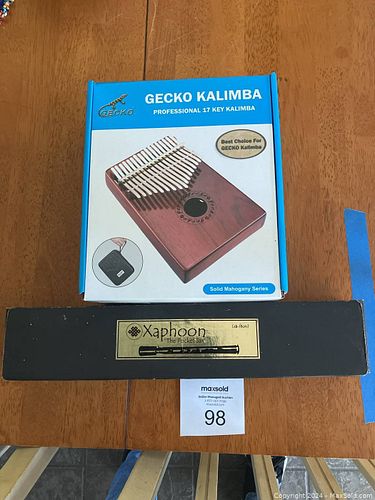 GECKO
GECKO KALIMBA
PROFESSIONAL 17 KEY KALIMBA
Best Choice For
GECKO Kalimba
Solid Mahogany Series
Xaphoon
The Pocket Sax
maxsold
98
Copyright 2024 - MaxSold.com